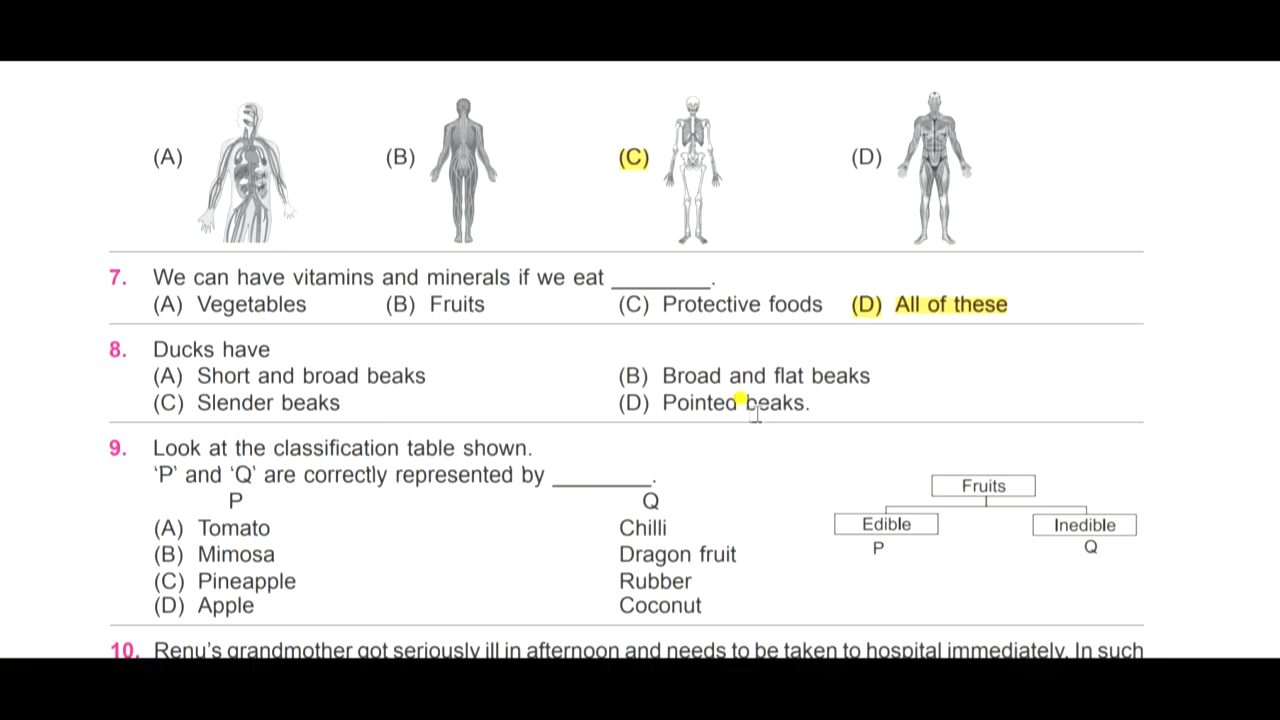 (A) (B) (C) (D)
7. We can have vitamins and minerals if we eat ________.
(A) Vegetables (B) Fruits (C) Protective foods (D) All of these
8. Ducks have
(A) Short and broad beaks (B) Broad and flat beaks
(C) Slender beaks (D) Pointed beaks.
9. Look at the classification table shown.
‘P’ and ‘Q’ are correctly represented by ________.
P Q
(A) Tomato Chilli
(B) Mimosa Dragon fruit
(C) Pineapple Rubber
(D) Apple Coconut
Fruits
Edible Inedible
P Q
10. Renu's grandmother got seriously ill in afternoon and needs to be taken to hospital immediately. In such